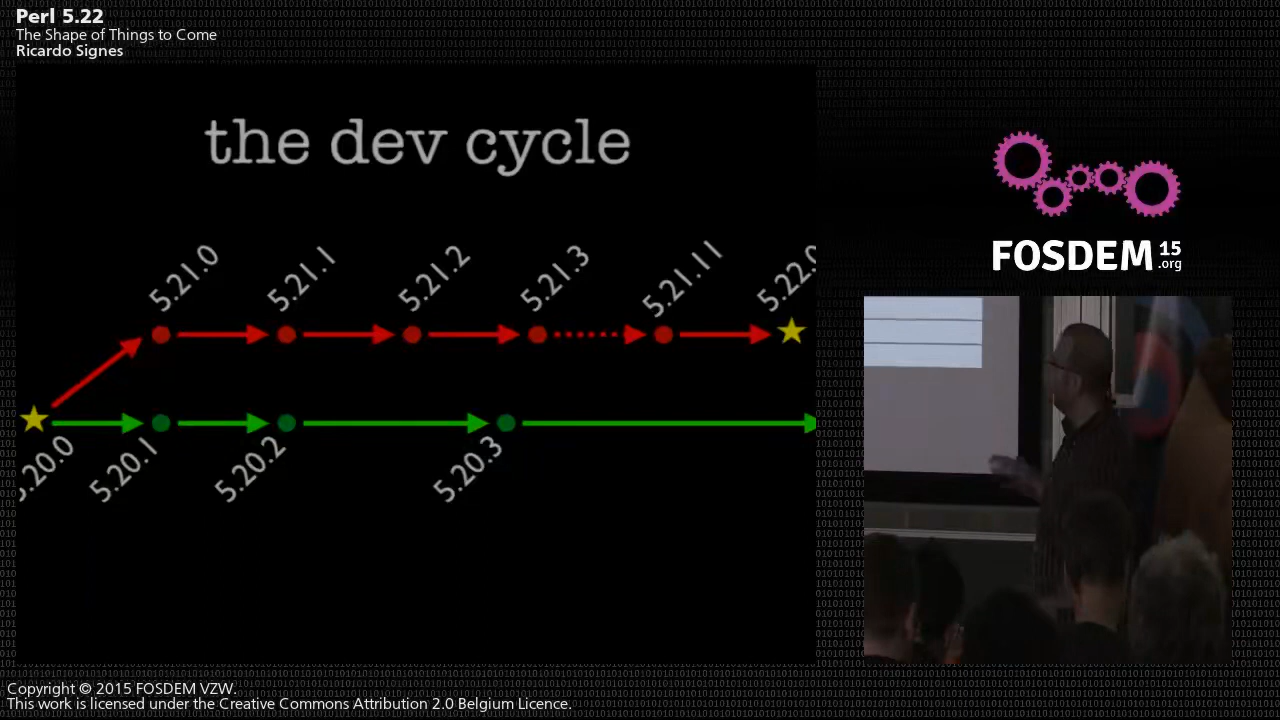 Perl 5.22
The Shape of Things to Come
Ricardo Signes
the dev cycle
5.21.0
5.21.1
5.21.2
5.21.3
5.21.11
5.22.0
5.20.0
5.20.1
5.20.2
5.20.3
FOSDEM 15
.org
Copyright © 2015 FOSDEM VZW.
This work is licensed under the Creative Commons Attribution 2.0 Belgium Licence.